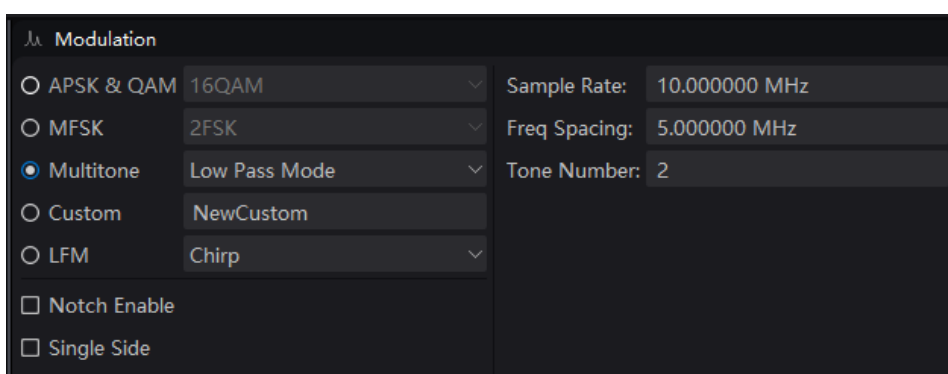 Modulation
APSK & QAM 16QAM Sample Rate: 10.000000 MHz
MFSK 2FSK Freq Spacing: 5.000000 MHz
Multitone Low Pass Mode Tone Number: 2
Custom NewCustom
LFM Chirp
Notch Enable
Single Side